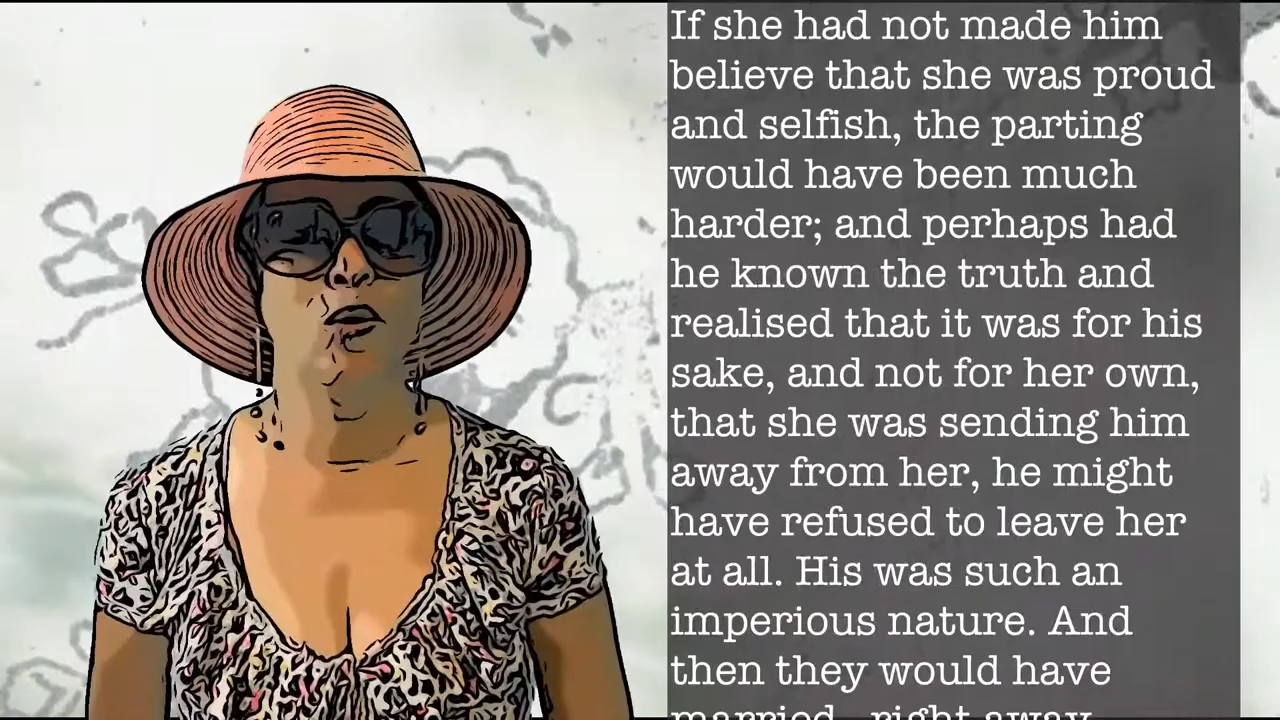 If she had not made him
believe that she was proud
and selfish, the parting
would have been much
harder; and perhaps had
he known the truth and
realised that it was for his
sake, and not for her own,
that she was sending him
away from her, he might
have refused to leave her
at all. His was such an
imperious nature. And
then they would have
married right away